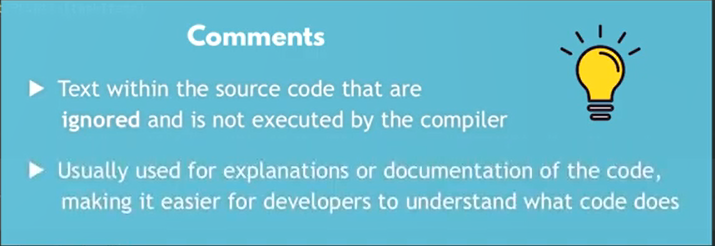 Comments
Text within the source code that are
ignored and is not executed by the compiler
Usually used for explanations or documentation of the code,
making it easier for developers to understand what code does